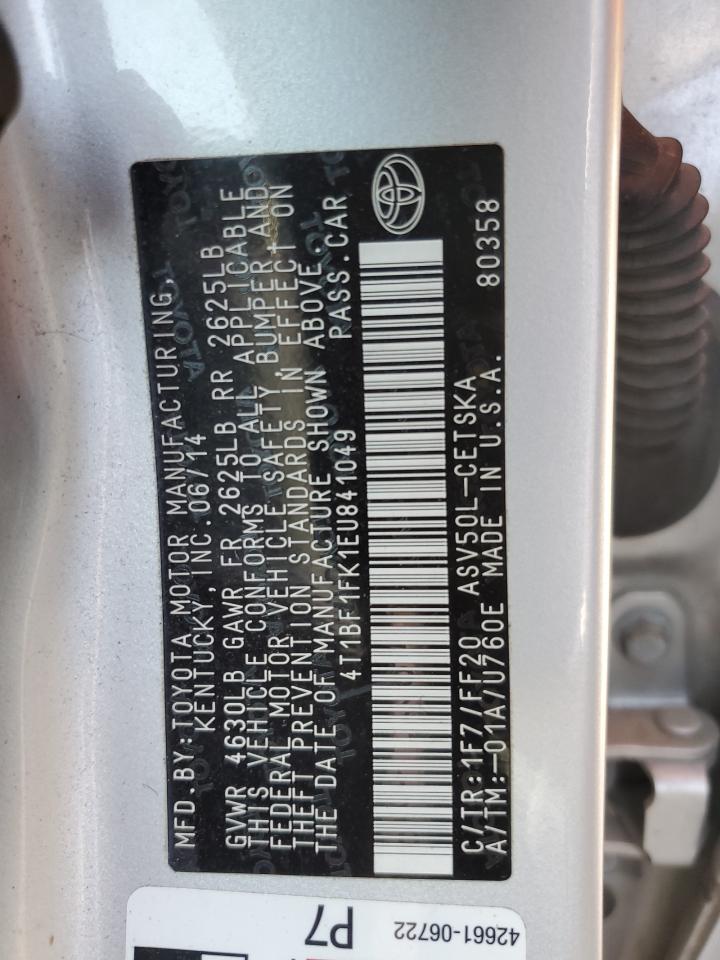 MFD.BY:TOYOTA MOTOR MANUFACTURING,
KENTUCKY, INC.06/14
GVWR 4630LB GAWR FR 2625LB RR 2625LB
THIS VEHICLE CONFORMS TO ALL APPLICABLE
FEDERAL MOTOR VEHICLE SAFETY, BUMPER, AND
THEFT PREVENTION STANDARDS IN EFFECT ON
THE DATE OF MANUFACTURE SHOWN ABOVE.
4T1BF1FK1EU841049 PASS.CAR
C/TR:1F7/FF20 ASV50L-CETSKA 80358
A/TM:-01A/U760E MADE IN U.S.A.
P7
42661-06722